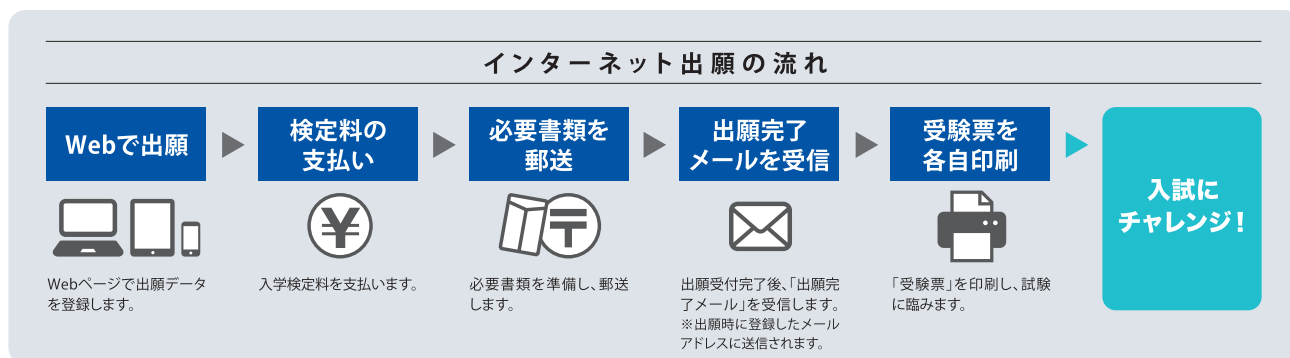 インターネット出願の流れ
Webで出願
Webページで出願データ
を登録します。
検定料の
支払い
¥
入学検定料を支払います。
必要書類を
郵送
〒
必要書類を準備し、郵送
します。
出願完了
メールを受信
出願受付完了後、「出願完
了メール」を受信します。
※出願時に登録したメール
アドレスに送信されます。
受験票を
各自印刷
「受験票」を印刷し、試験
に臨みます。
入試に
チャレンジ!